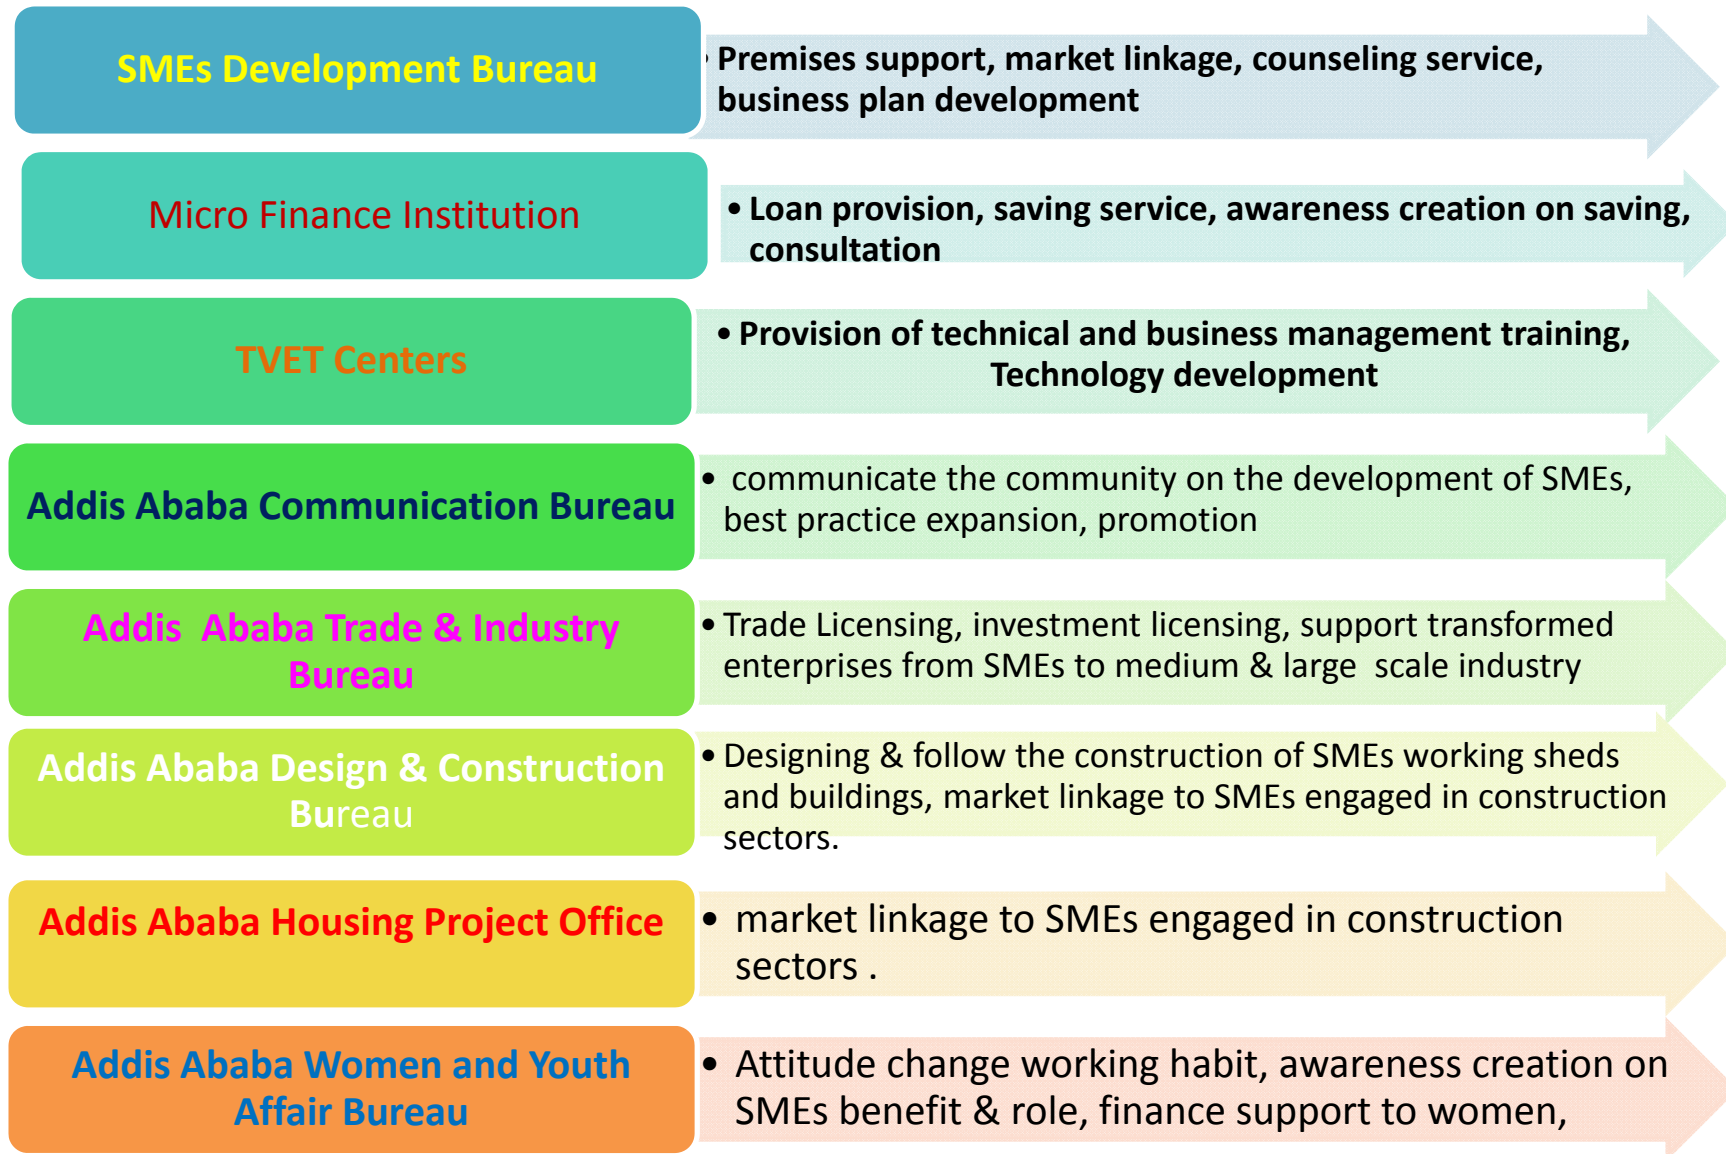 SMEs Development Bureau
• Premises support, market linkage, counseling service,
business plan development
Micro Finance Institution
• Loan provision, saving service, awareness creation on saving,
consultation
TVET Centers
• Provision of technical and business management training,
Technology development
Addis Ababa Communication Bureau
• communicate the community on the development of SMEs,
best practice expansion, promotion
Addis Ababa Trade & Industry
Bureau
• Trade Licensing, investment licensing, support transformed
enterprises from SMEs to medium & large scale industry
Addis Ababa Design & Construction
Bureau
• Designing & follow the construction of SMEs working sheds
and buildings, market linkage to SMEs engaged in construction
sectors.
Addis Ababa Housing Project Office
• market linkage to SMEs engaged in construction
sectors .
Addis Ababa Women and Youth
Affair Bureau
• Attitude change working habit, awareness creation on
SMEs benefit & role, finance support to women,